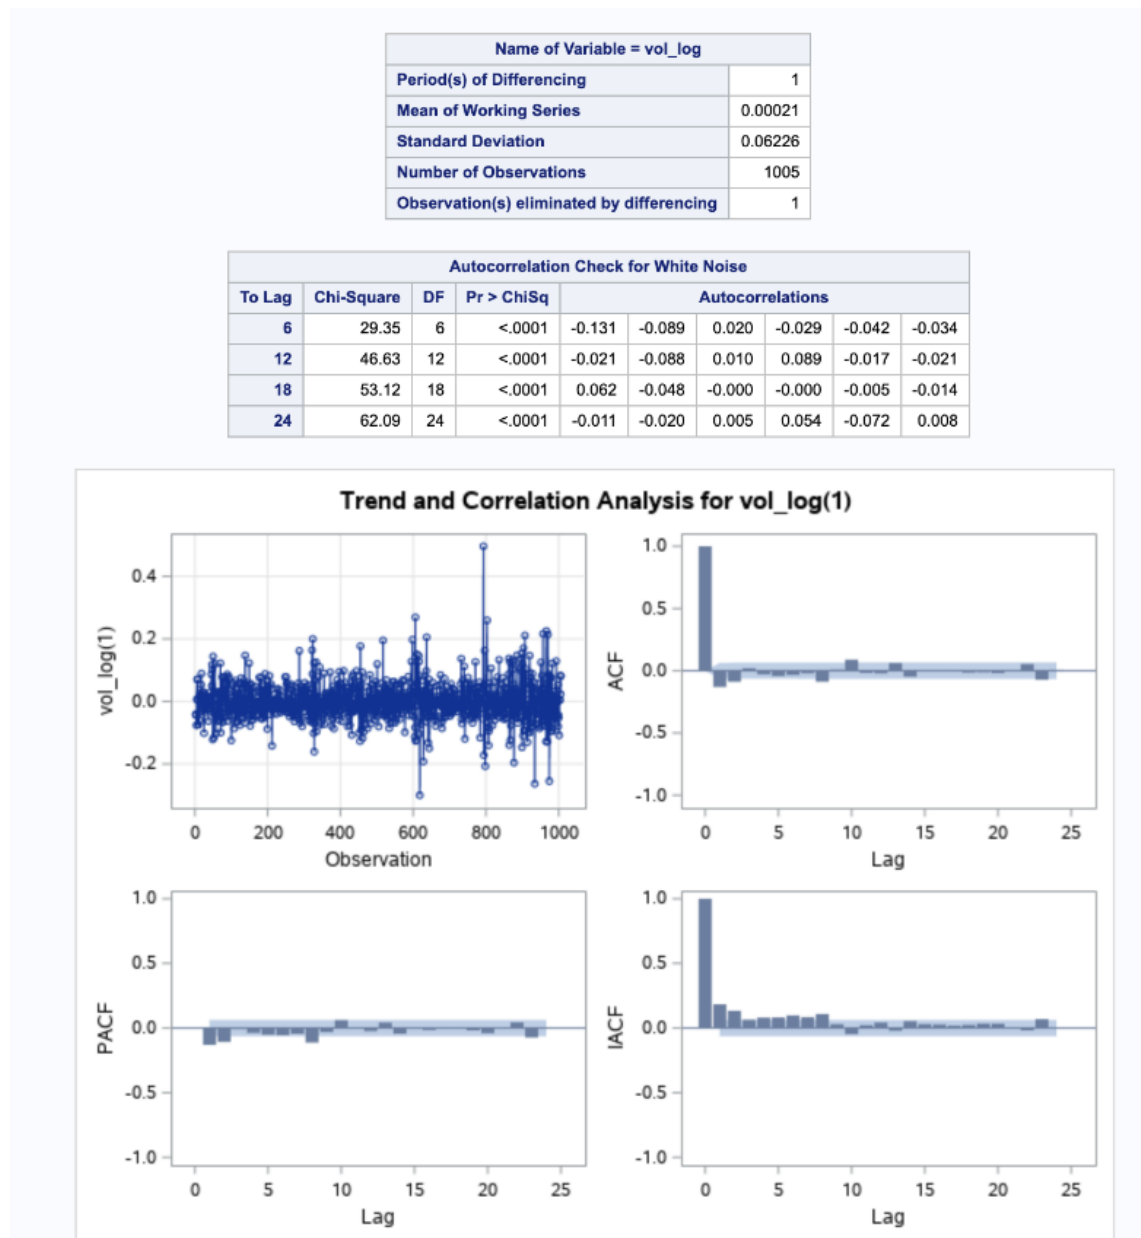 Name of Variable = vol_log
Period(s) of Differencing 1
Mean of Working Series 0.00021
Standard Deviation 0.06226
Number of Observations 1005
Observation(s) eliminated by differencing 1
Autocorrelation Check for White Noise
To Lag Chi-Square DF Pr > ChiSq Autocorrelations
6 29.35 6 <.0001 -0.131 -0.089 0.020 -0.029 -0.042 -0.034
12 46.63 12 <.0001 -0.021 -0.088 0.010 0.089 -0.017 -0.021
18 53.12 18 <.0001 0.062 -0.048 -0.000 -0.000 -0.005 -0.014
24 62.09 24 <.0001 -0.011 -0.020 0.005 0.054 -0.072 0.008
Trend and Correlation Analysis for vol_log(1)
vol_log(1)
0.4
0.2
0.0
-0.2
0 200 400 600 800 1000
Observation
ACF
1.0
0.5
0.0
-0.5
-1.0
0 5 10 15 20 25
Lag
PACF
1.0
0.5
0.0
-0.5
-1.0
0 5 10 15 20 25
Lag
IACF
1.0
0.5
0.0
-0.5
-1.0
0 5 10 15 20 25
Lag